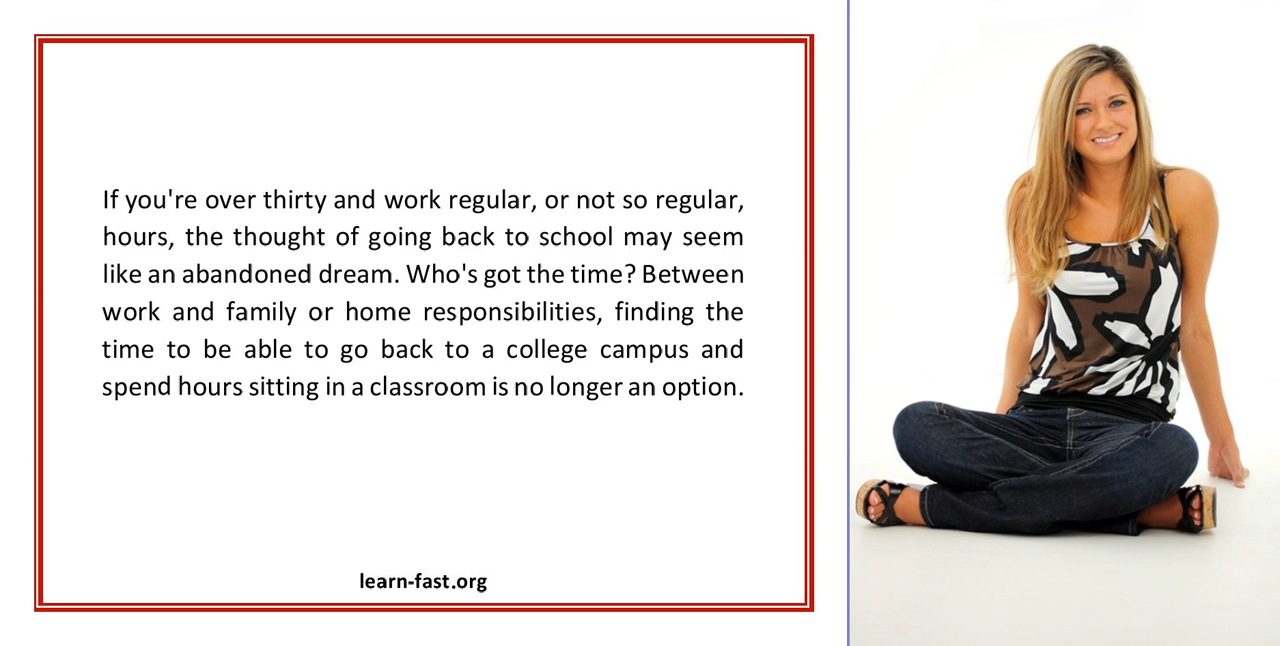 If you're over thirty and work regular, or not so regular,
hours, the thought of going back to school may seem
like an abandoned dream. Who's got the time? Between
work and family or home responsibilities, finding the
time to be able to go back to a college campus and
spend hours sitting in a classroom is no longer an option.
learn-fast.org